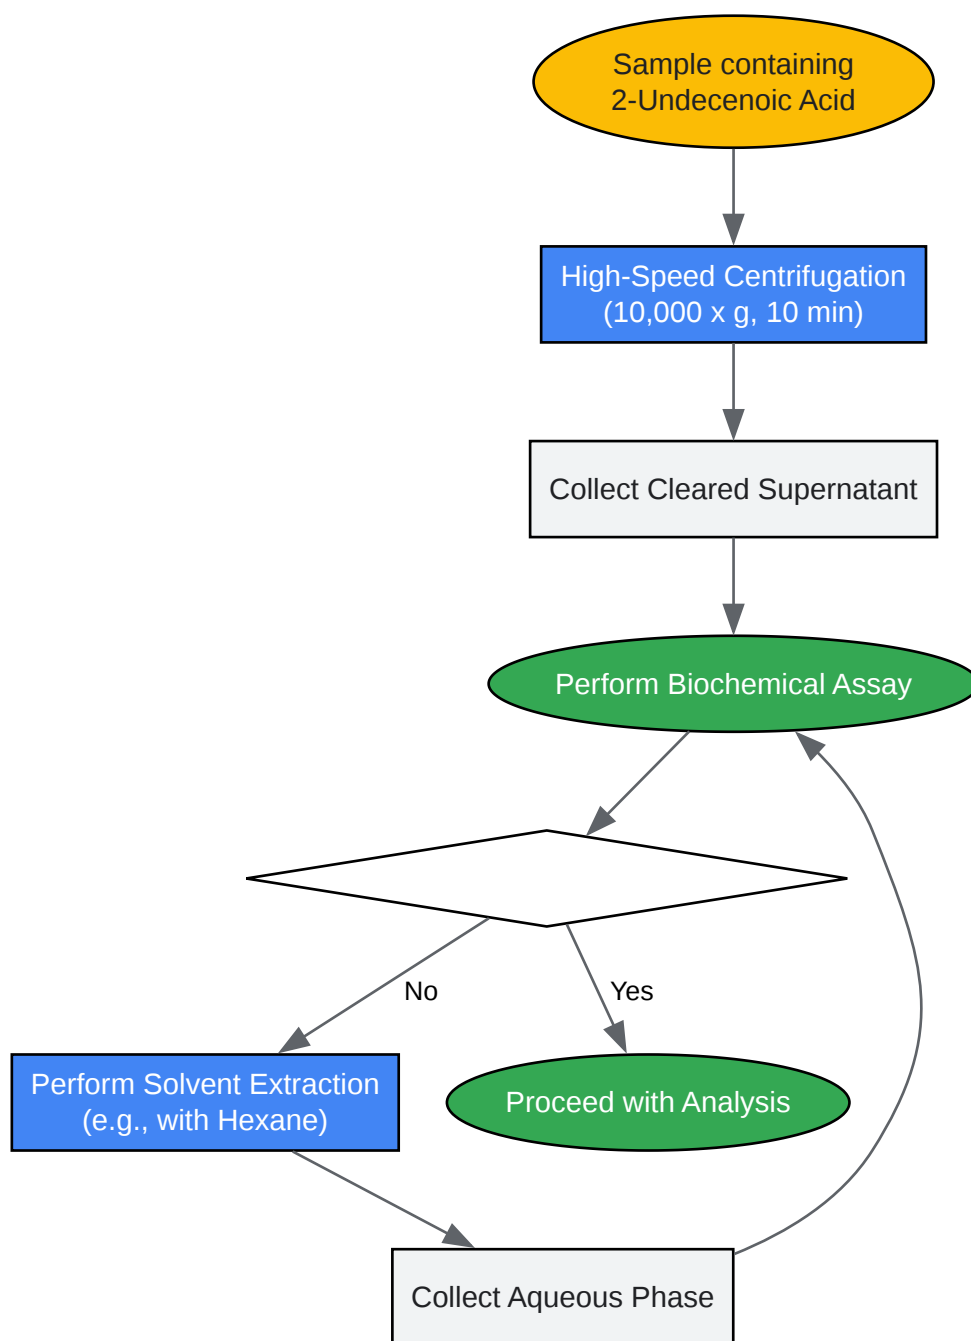 Sample containing
2-Undecenoic Acid
High-Speed Centrifugation
(10,000 x g, 10 min)
Collect Cleared Supernatant
Perform Biochemical Assay
No
Yes
Perform Solvent Extraction
(e.g., with Hexane)
Proceed with Analysis
Collect Aqueous Phase